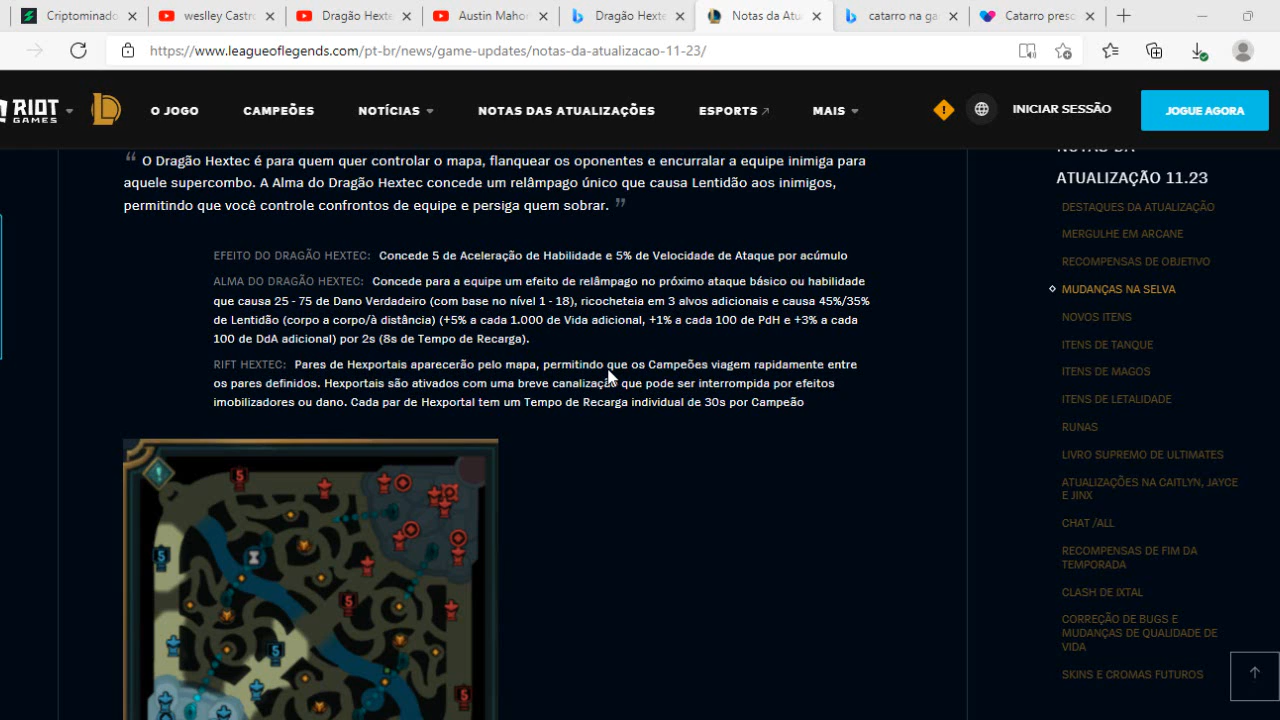 Criptominado
weslley Castr
Dragão Hexte
Austin Maho
Dragão Hexte
Notas da Atu
catarro na ga
Catarro presc
https://www.leagueoflegends.com/pt-br/news/game-updates/notas-da-atualizacao-11-23/
RIOT GAMES
O JOGO
CAMPEÕES
NOTÍCIAS
NOTAS DAS ATUALIZAÇÕES
ESPORTS
MAIS
INICIAR SESSÃO
JOGUE AGORA
“ O Dragão Hextec é para quem quer controlar o mapa, flanquear os oponentes e encurralar a equipe inimiga para
aquele supercombo. A Alma do Dragão Hextec concede um relâmpago único que causa Lentidão aos inimigos,
permitindo que você controle confrontos de equipe e persiga quem sobrar. ”
EFEITO DO DRAGÃO HEXTEC: Concede 5 de Aceleração de Habilidade e 5% de Velocidade de Ataque por acúmulo
ALMA DO DRAGÃO HEXTEC: Concede para a equipe um efeito de relâmpago no próximo ataque básico ou habilidade
que causa 25 - 75 de Dano Verdadeiro (com base no nível 1 - 18), ricocheteia em 3 alvos adicionais e causa 45%/35%
de Lentidão (corpo a corpo/à distância) (+5% a cada 1.000 de Vida adicional, +1% a cada 100 de PdH e +3% a cada
100 de DdA adicional) por 2s (8s de Tempo de Recarga).
RIFT HEXTEC: Pares de Hexportais aparecerão pelo mapa, permitindo que os Campeões viagem rapidamente entre
os pares definidos. Hexportais são ativados com uma breve canalização que pode ser interrompida por efeitos
imobilizadores ou dano. Cada par de Hexportal tem um Tempo de Recarga individual de 30s por Campeão
5
5
5
5
5
NOTAS DA
ATUALIZAÇÃO 11.23
DESTAQUES DA ATUALIZAÇÃO
MERGULHE EM ARCANE
RECOMPENSAS DE OBJETIVO
MUDANÇAS NA SELVA
NOVOS ITENS
ITENS DE TANQUE
ITENS DE MAGOS
ITENS DE LETALIDADE
RUNAS
LIVRO SUPREMO DE ULTIMATES
ATUALIZAÇÕES NA CAITLYN, JAYCE
E JINX
CHAT /ALL
RECOMPENSAS DE FIM DA
TEMPORADA
CLASH DE IXTAL
CORREÇÃO DE BUGS E
MUDANÇAS DE QUALIDADE DE
VIDA
SKINS E CROMAS FUTUROS